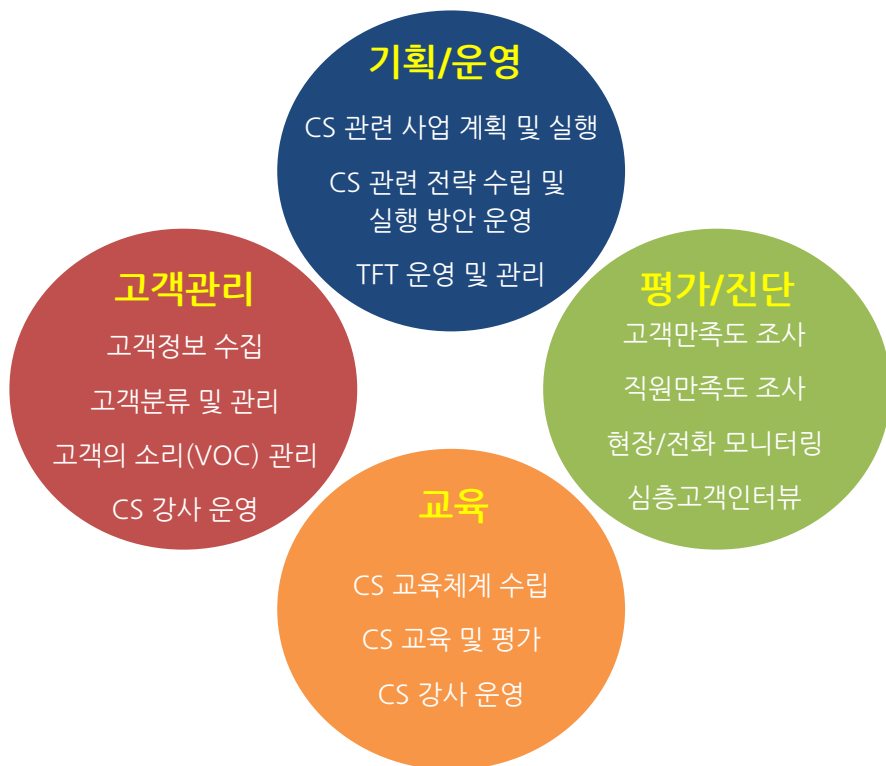 기획/운영
CS 관련 사업 계획 및 실행
CS 관련 전략 수립 및
실행 방안 운영
TFT 운영 및 관리
고객관리
고객정보 수집
고객분류 및 관리
고객의 소리(VOC) 관리
CS 강사 운영
평가/진단
고객만족도 조사
직원만족도 조사
현장/전화 모니터링
심층고객인터뷰
교육
CS 교육체계 수립
CS 교육 및 평가
CS 강사 운영